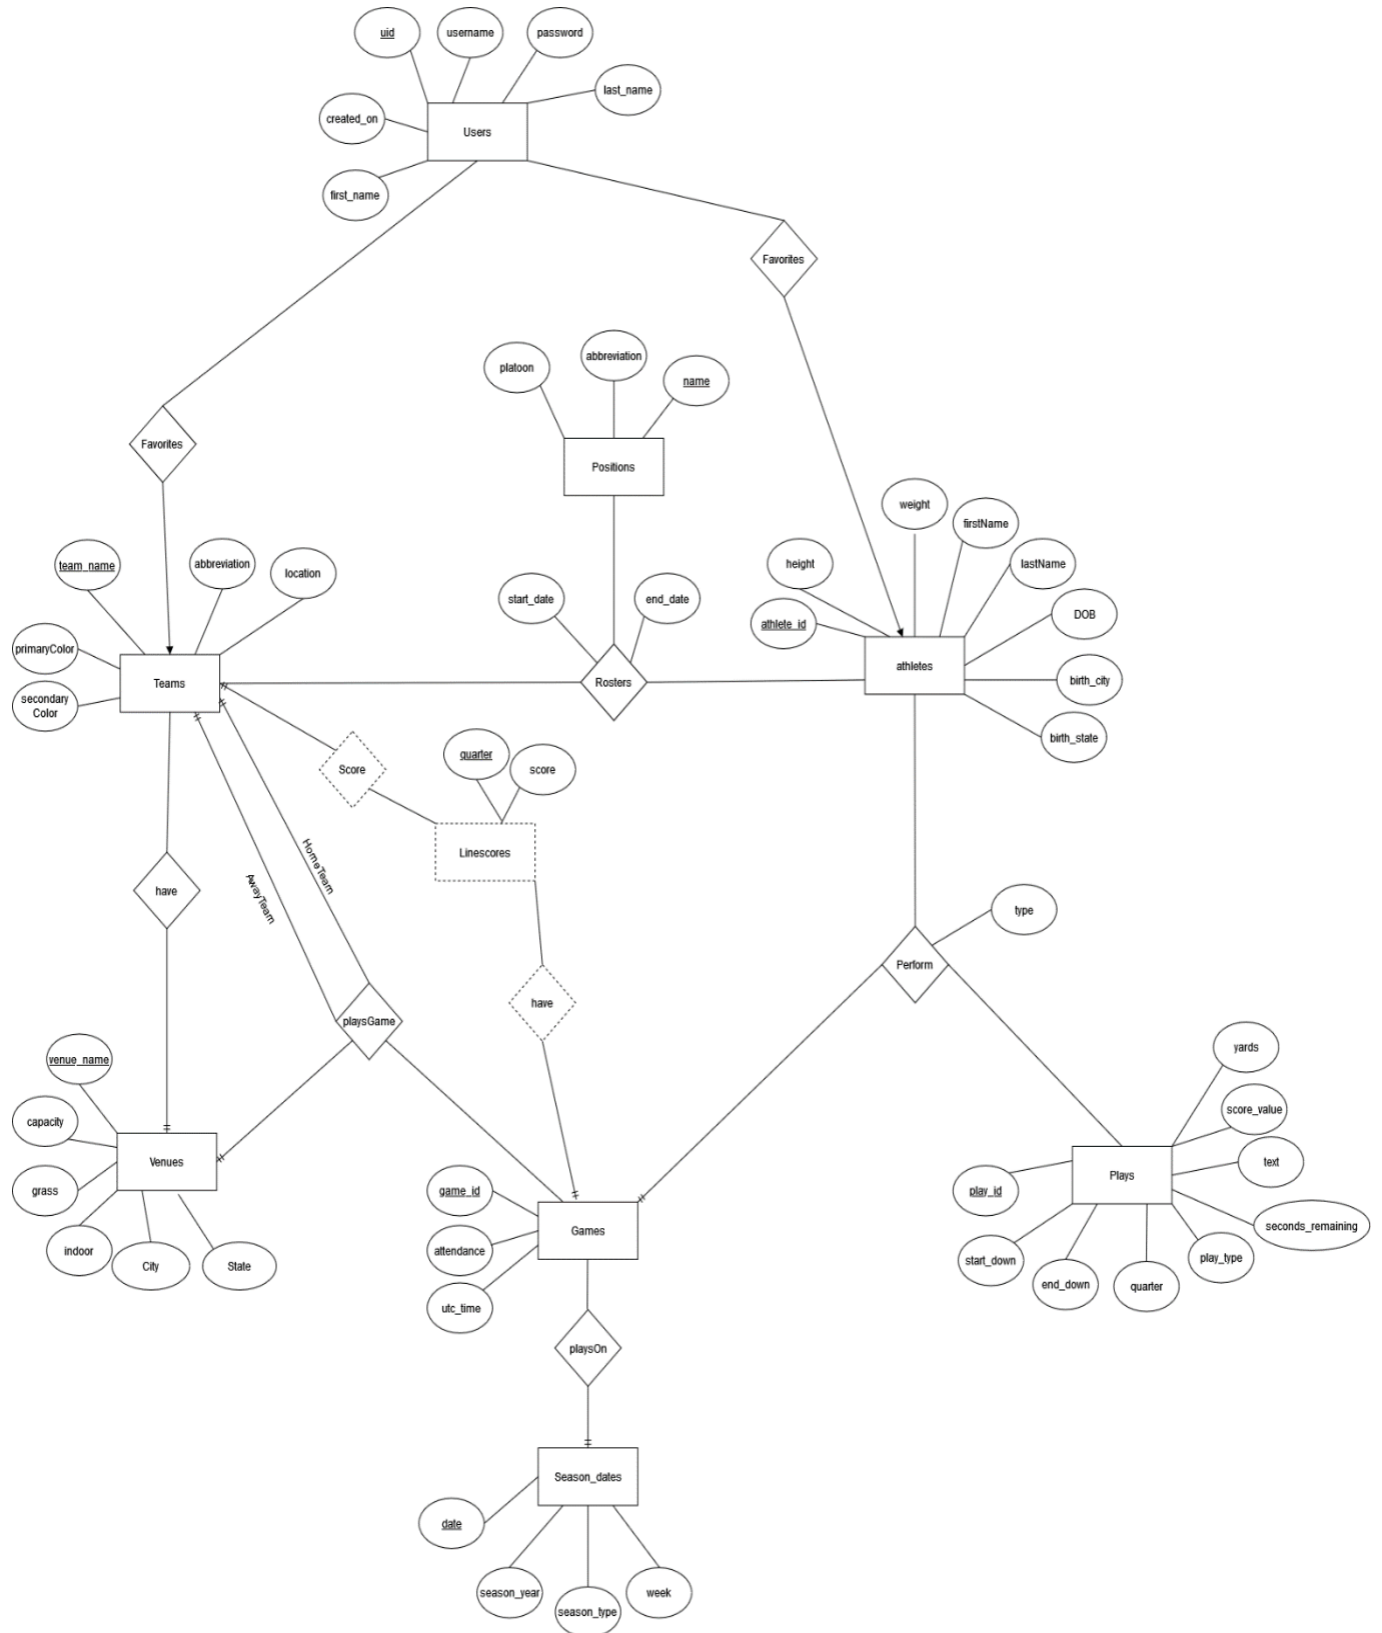 uid
username
password
last_name
created_on
Users
first_name
Favorites
abbreviation
platoon
name
Favorites
Positions
weight
firstName
team_name
abbreviation
location
height
lastName
start_date
end_date
athlete_id
DOB
primaryColor
Teams
Rosters
athletes
birth_city
secondary
Color
birth_state
quarter
score
Score
Linescores
HomeTeam
AwayTeam
have
type
Perform
have
playsGame
venue_name
yards
capacity
score_value
Venues
text
grass
game_id
play_id
Plays
seconds_remaining
Games
attendance
indoor
City
State
start_down
end_down
quarter
play_type
utc_time
playsOn
Season_dates
date
season_year
season_type
week